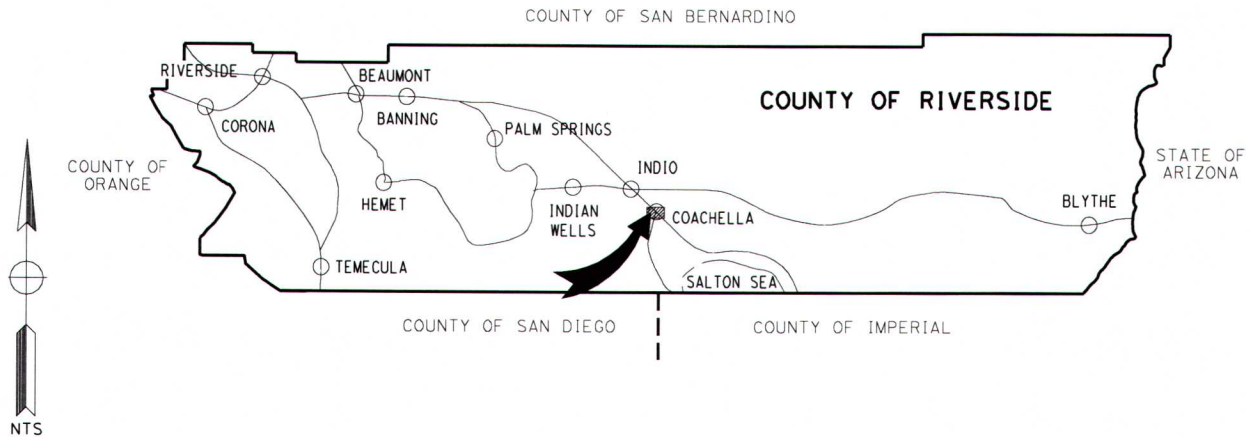 COUNTY OF SAN BERNARDINO
RIVERSIDE
BEAUMONT
COUNTY OF RIVERSIDE
CORONA
BANNING
PALM SPRINGS
COUNTY OF
ORANGE
STATE OF
ARIZONA
INDIO
HEMET
INDIAN
WELLS
COACHELLA
BLYTHE
TEMECULA
SALTON SEA
COUNTY OF SAN DIEGO
COUNTY OF IMPERIAL
NTS